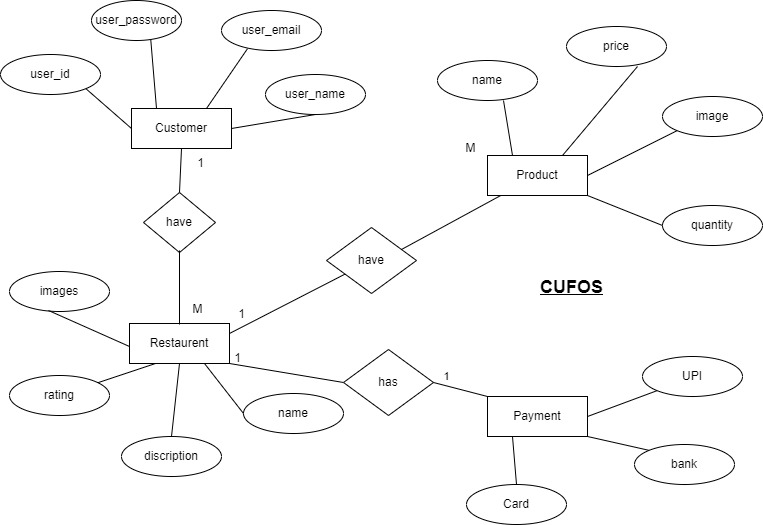 user_password
user_email
user_id
user_name
Customer
1
have
M
Restaurent
images
rating
discription
name
1
have
M
Product
name
price
image
quantity
CUFOS
1
has
1
Payment
UPI
bank
Card